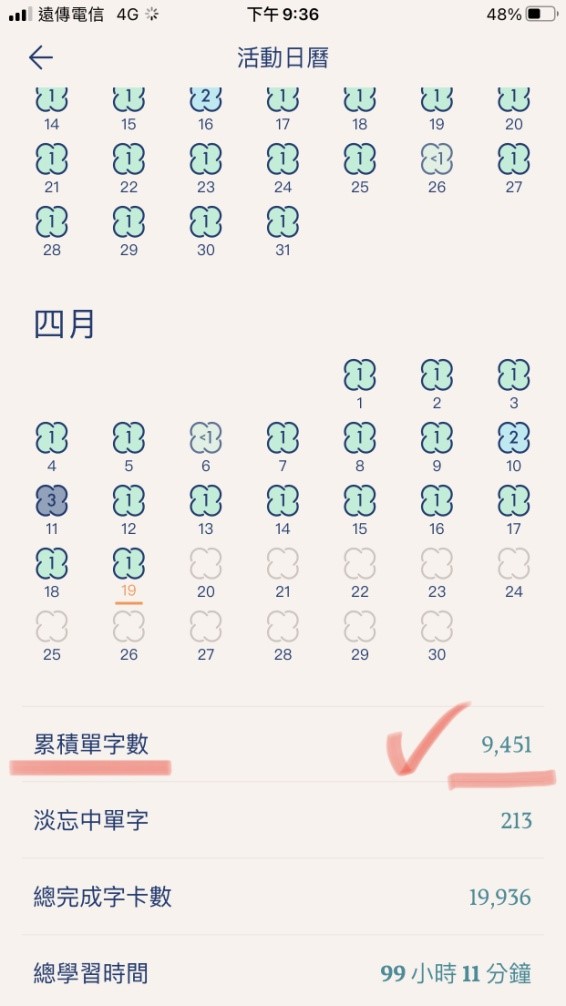 遠傳電信 4G 下午 9:36 48%
活動日曆
1 1 2 1 1 1 1
14 15 16 17 18 19 20
1 1 1 1 1 <1 1
21 22 23 24 25 26 27
1 1 1 1
28 29 30 31
四月
1 1 1
1 2 3
1 1 <1 1 1 1 2
4 5 6 7 8 9 10
3 1 1 1 1 1 1
11 12 13 14 15 16 17
1 1
18 19 20 21 22 23 24
25 26 27 28 29 30
累積單字數 9,451
淡忘中單字 213
總完成字卡數 19,936
總學習時間 99 小時 11 分鐘